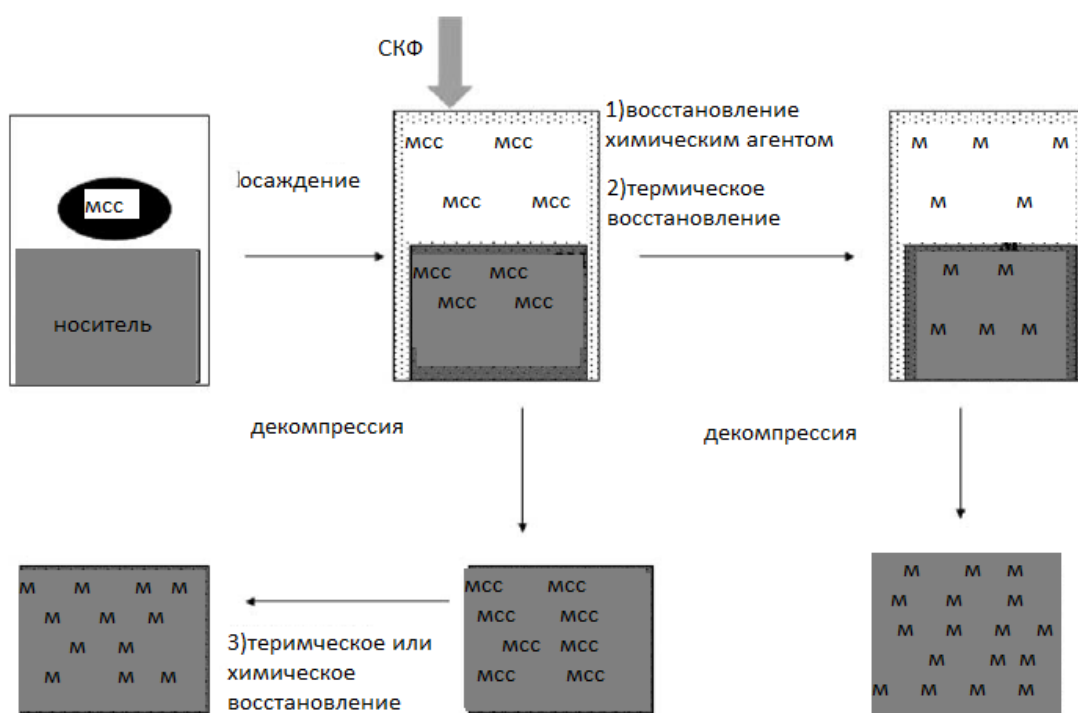 СКФ
мсс
носитель
осаждение
мсс мсс
мсс мсс
мсс мсс
мсс мсс
1)восстановление
химическим агентом
2)термическое
восстановление
м м м
м м
м м
м м м
декомпрессия
декомпрессия
м м м м
м м м
м м
м м м
3)теримческое или
химическое
восстановление
мсс мсс
мсс мсс
мсс мсс
мсс мсс
м м м
м м м
м м м м
м м м
м м м м